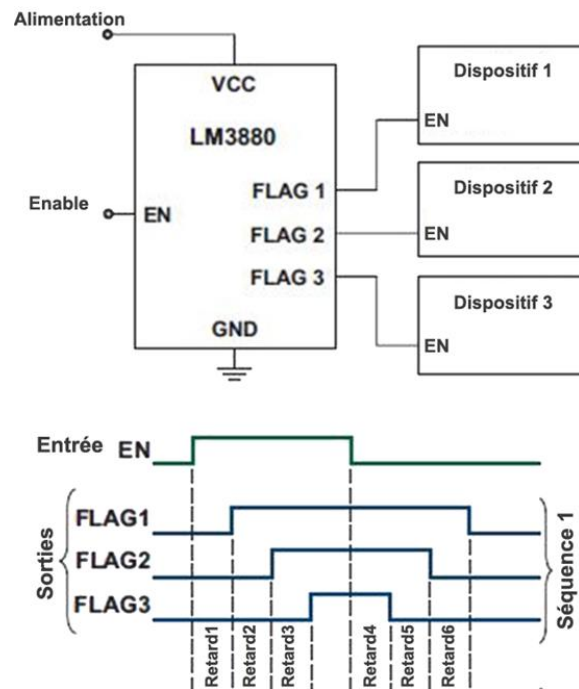 Alimentation
VCC
LM3880
Enable
EN
FLAG 1
FLAG 2
FLAG 3
GND
Dispositif 1
EN
Dispositif 2
EN
Dispositif 3
EN
Entrée EN
Sorties
FLAG1
FLAG2
FLAG3
Séquence 1
Retard1
Retard2
Retard3
Retard4
Retard5
Retard6